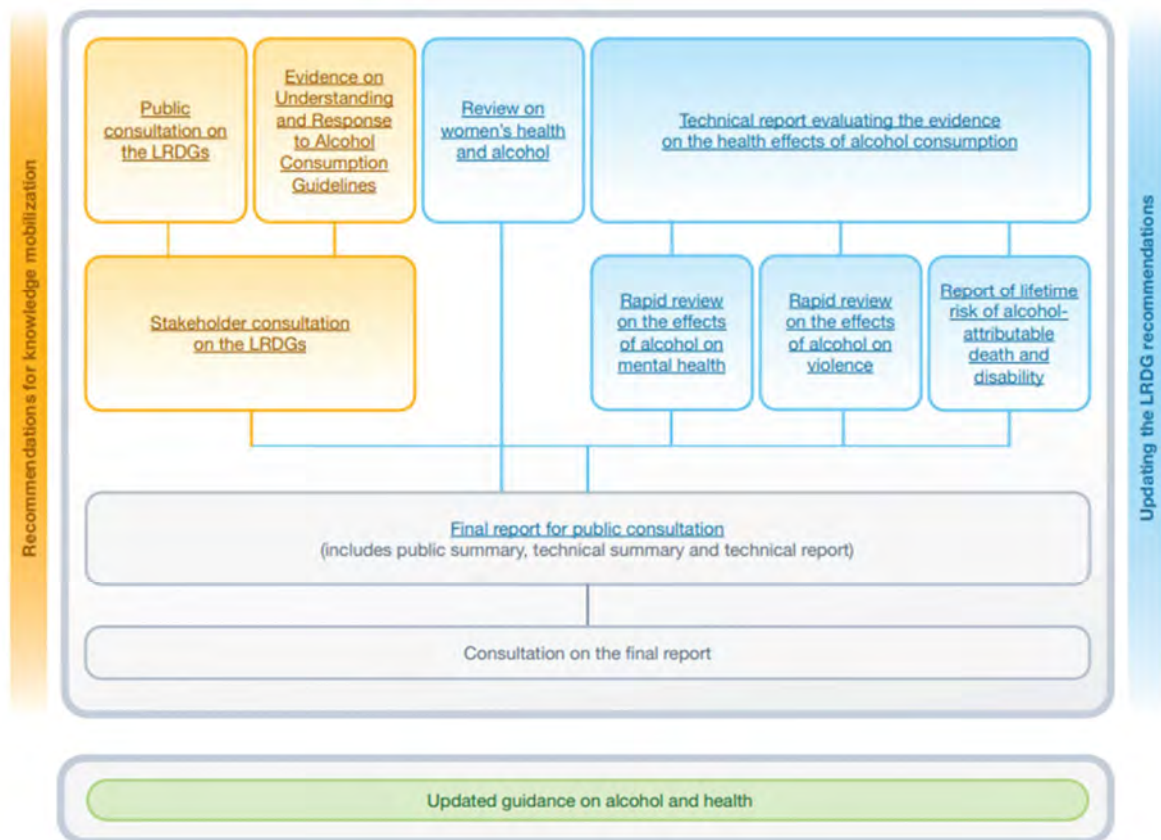 Recommendations for knowledge mobilization
Public
consultation on
the LRDGs
Evidence on
Understanding
and Response
to Alcohol
Consumption
Guidelines
Review on
women's health
and alcohol
Technical report evaluating the evidence
on the health effects of alcohol consumption
Stakeholder consultation
on the LRDGs
Rapid review
on the effects
of alcohol on
mental health
Rapid review
on the effects
of alcohol on
violence
Report of lifetime
risk of alcohol-
attributable
death and
disability
Final report for public consultation
(includes public summary, technical summary and technical report)
Consultation on the final report
Updated guidance on alcohol and health
Updating the LRDG recommendations